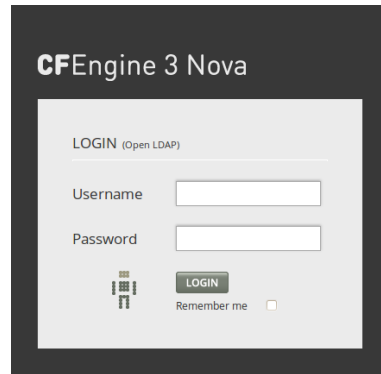 CFEngine 3 Nova
LOGIN (Open LDAP)
Username
Password
LOGIN
Remember me